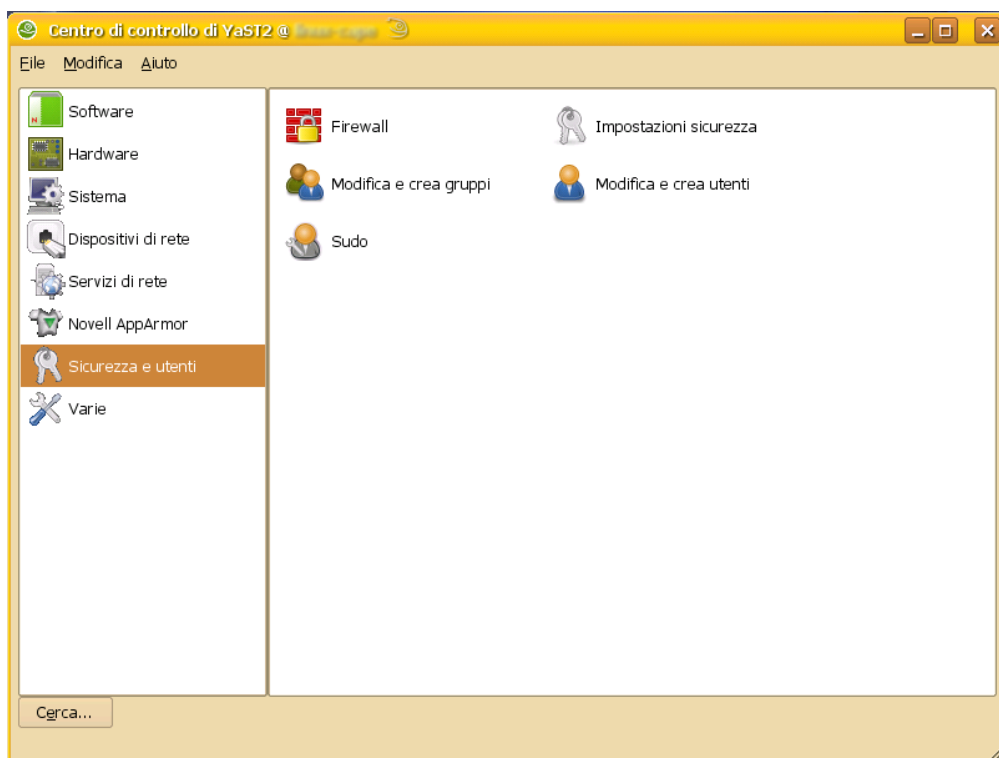 Centro di controllo di YaST2 @
File Modifica Aiuto
Software
Hardware
Sistema
Dispositivi di rete
Servizi di rete
Novell AppArmor
Sicurezza e utenti
Varie
Firewall
Impostazioni sicurezza
Modifica e crea gruppi
Modifica e crea utenti
Sudo
Cerca...